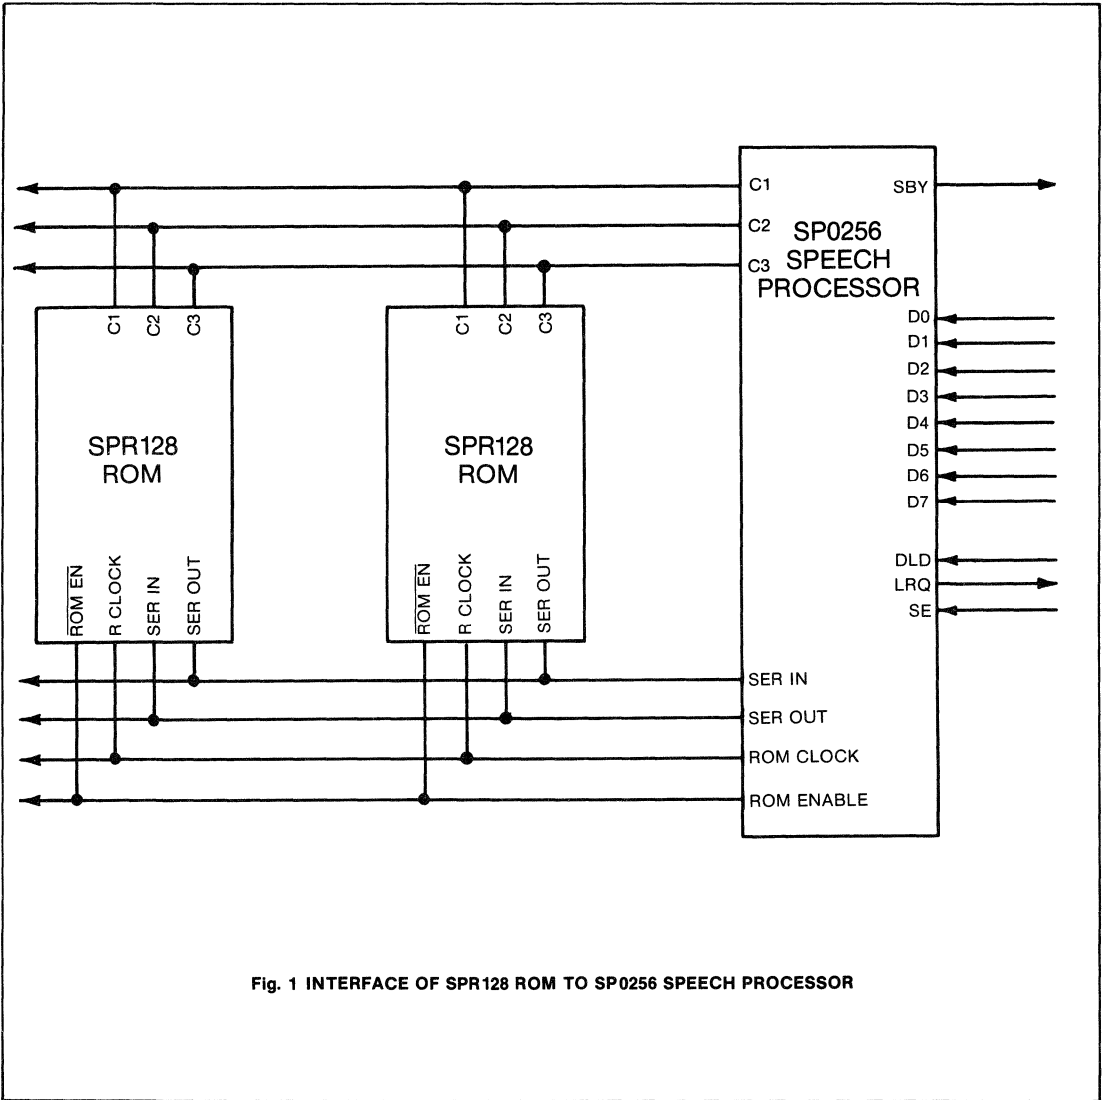 C1
SBY
C2
SP0256
SPEECH
PROCESSOR
C3
C1
C2
C3
C1
C2
C3
D0
D1
D2
D3
D4
D5
D6
D7
SPR128
ROM
SPR128
ROM
ROM EN
R CLOCK
SER IN
SER OUT
ROM EN
R CLOCK
SER IN
SER OUT
DLD
LRQ
SE
SER IN
SER OUT
ROM CLOCK
ROM ENABLE
Fig. 1 INTERFACE OF SPR128 ROM TO SP0256 SPEECH PROCESSOR